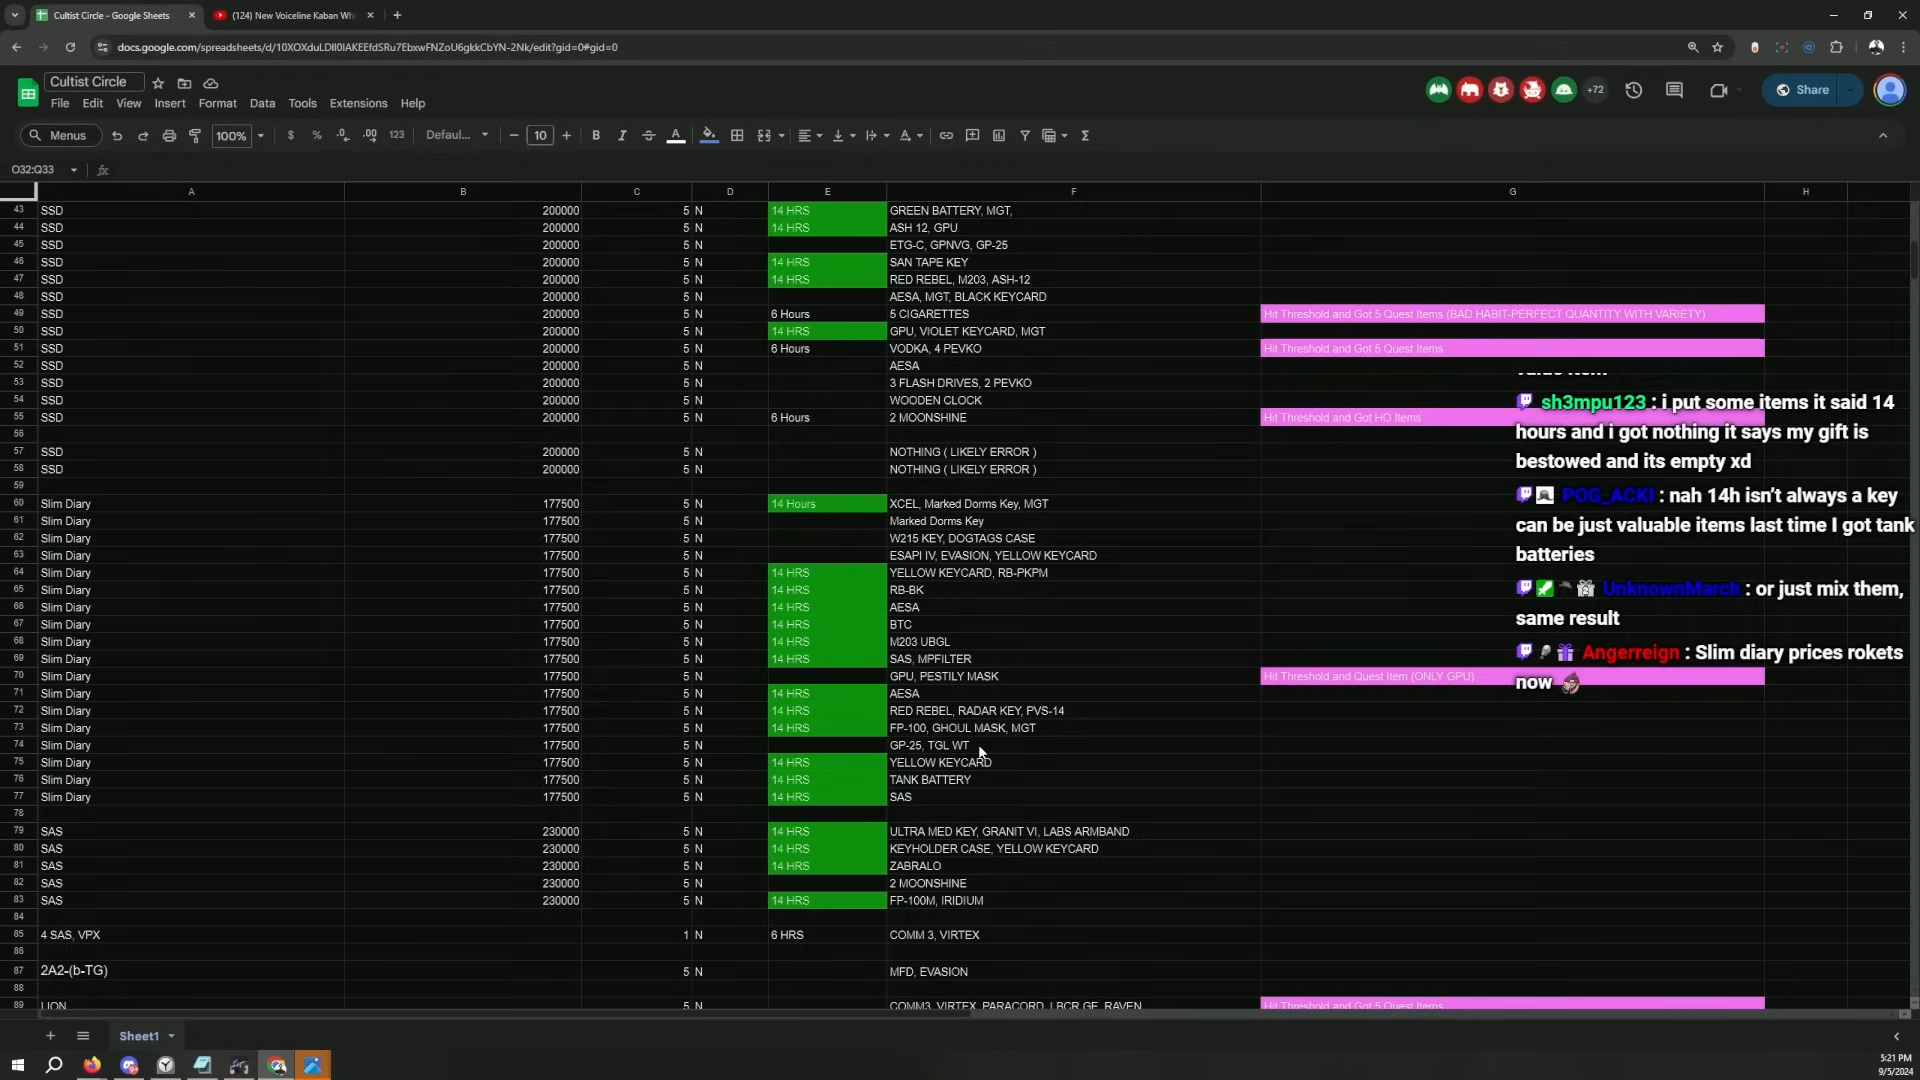 Cultist Circle - Google Sheets
(124) New Voiceline Kaban Whi
docs.google.com/spreadsheets/d/10XOXduLDll0IAKEEfdSRu7EbxwFNZoU6gkkCbYN-2Nk/edit?gid=0#gid=0
Cultist Circle
+72
Share
File Edit View Insert Format Data Tools Extensions Help
Menus 100% $ % .0 .00 123 Defaul... 10
O32:Q33
A B C D E F G H
43 SSD 200000 5 N 14 HRS GREEN BATTERY, MGT,
44 SSD 200000 5 N 14 HRS ASH 12, GPU
45 SSD 200000 5 N ETG-C, GPNVG, GP-25
46 SSD 200000 5 N 14 HRS SAN TAPE KEY
47 SSD 200000 5 N 14 HRS RED REBEL, M203, ASH-12
48 SSD 200000 5 N AESA, MGT, BLACK KEYCARD
49 SSD 200000 5 N 6 Hours 5 CIGARETTES Hit Threshold and Got 5 Quest Items (BAD HABIT-PERFECT QUANTITY WITH VARIETY)
50 SSD 200000 5 N 14 HRS GPU, VIOLET KEYCARD, MGT
51 SSD 200000 5 N 6 Hours VODKA, 4 PEVKO Hit Threshold and Got 5 Quest Items
52 SSD 200000 5 N AESA
53 SSD 200000 5 N 3 FLASH DRIVES, 2 PEVKO
54 SSD 200000 5 N WOODEN CLOCK
55 SSD 200000 5 N 6 Hours 2 MOONSHINE Hit Threshold and Got HO Items
56
57 SSD 200000 5 N NOTHING ( LIKELY ERROR )
58 SSD 200000 5 N NOTHING ( LIKELY ERROR )
59
60 Slim Diary 177500 5 N 14 Hours XCEL, Marked Dorms Key, MGT
61 Slim Diary 177500 5 N Marked Dorms Key
62 Slim Diary 177500 5 N W215 KEY, DOGTAGS CASE
63 Slim Diary 177500 5 N ESAPI IV, EVASION, YELLOW KEYCARD
64 Slim Diary 177500 5 N 14 HRS YELLOW KEYCARD, RB-PKPM
65 Slim Diary 177500 5 N 14 HRS RB-BK
66 Slim Diary 177500 5 N 14 HRS AESA
67 Slim Diary 177500 5 N 14 HRS BTC
68 Slim Diary 177500 5 N 14 HRS M203 UBGL
69 Slim Diary 177500 5 N 14 HRS SAS, MPFILTER
70 Slim Diary 177500 5 N GPU, PESTILY MASK Hit Threshold and Quest Item (ONLY GPU)
71 Slim Diary 177500 5 N 14 HRS AESA
72 Slim Diary 177500 5 N 14 HRS RED REBEL, RADAR KEY, PVS-14
73 Slim Diary 177500 5 N 14 HRS FP-100, GHOUL MASK, MGT
74 Slim Diary 177500 5 N GP-25, TGL WT
75 Slim Diary 177500 5 N 14 HRS YELLOW KEYCARD
76 Slim Diary 177500 5 N 14 HRS TANK BATTERY
77 Slim Diary 177500 5 N 14 HRS SAS
78
79 SAS 230000 5 N 14 HRS ULTRA MED KEY, GRANIT VI, LABS ARMBAND
80 SAS 230000 5 N 14 HRS KEYHOLDER CASE, YELLOW KEYCARD
81 SAS 230000 5 N 14 HRS ZABRALO
82 SAS 230000 5 N 2 MOONSHINE
83 SAS 230000 5 N 14 HRS FP-100M, IRIDIUM
84
85 4 SAS, VPX 1 N 6 HRS COMM 3, VIRTEX
86
87 2A2-(b-TG) 5 N MFD, EVASION
88
89 LION 5 N COMM3, VIRTEX, PARACORD, LBCR GE, RAVEN Hit Threshold and Got 5 Quest Items
value item
sh3mpu123 : i put some items it said 14
hours and i got nothing it says my gift is
bestowed and its empty xd
POG_ACKI : nah 14h isn't always a key
can be just valuable items last time I got tank
batteries
UnknownMarch : or just mix them,
same result
Angerreign : Slim diary prices rokets
now
Sheet1
5:21 PM
9/5/2024